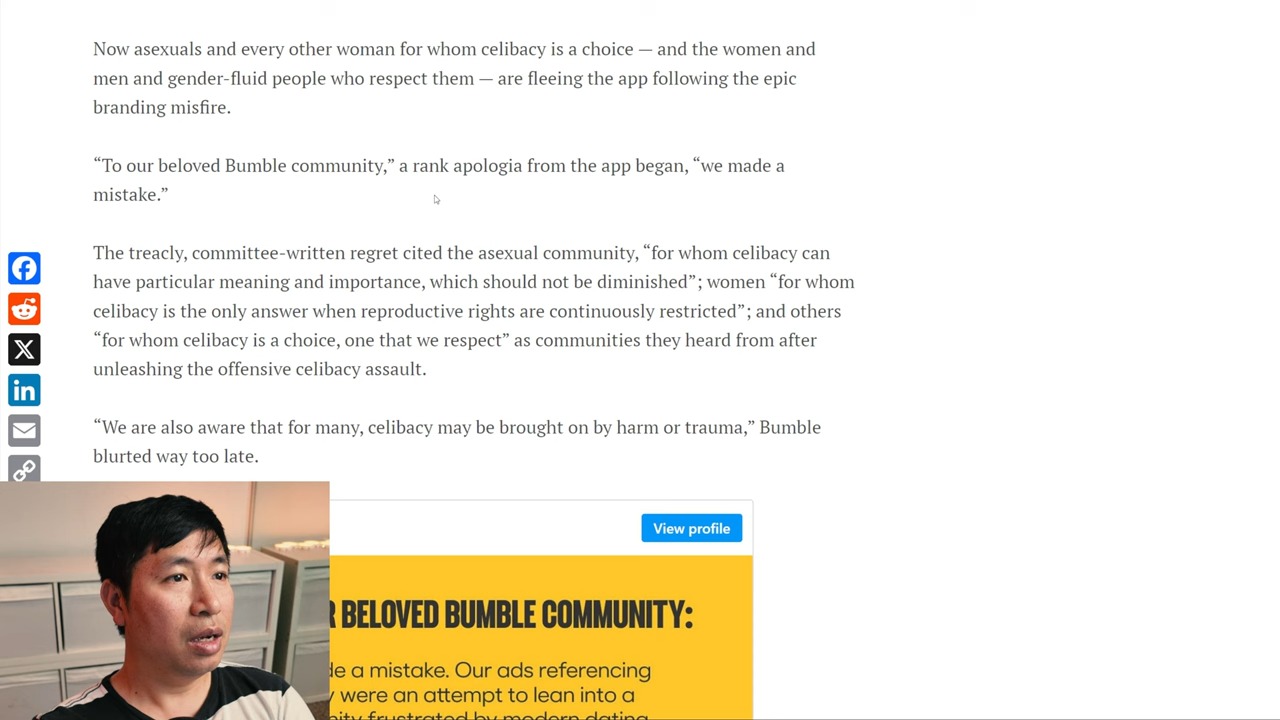 Now asexuals and every other woman for whom celibacy is a choice — and the women and
men and gender-fluid people who respect them — are fleeing the app following the epic
branding misfire.
“To our beloved Bumble community,” a rank apologia from the app began, “we made a
mistake.”
The treacly, committee-written regret cited the asexual community, “for whom celibacy can
have particular meaning and importance, which should not be diminished”; women “for whom
celibacy is the only answer when reproductive rights are continuously restricted”; and others
“for whom celibacy is a choice, one that we respect” as communities they heard from after
unleashing the offensive celibacy assault.
“We are also aware that for many, celibacy may be brought on by harm or trauma,” Bumble
blurted way too late.
View profile
BELOVED BUMBLE COMMUNITY:
a mistake. Our ads referencing
were an attempt to lean into a
frustrated by modern dating